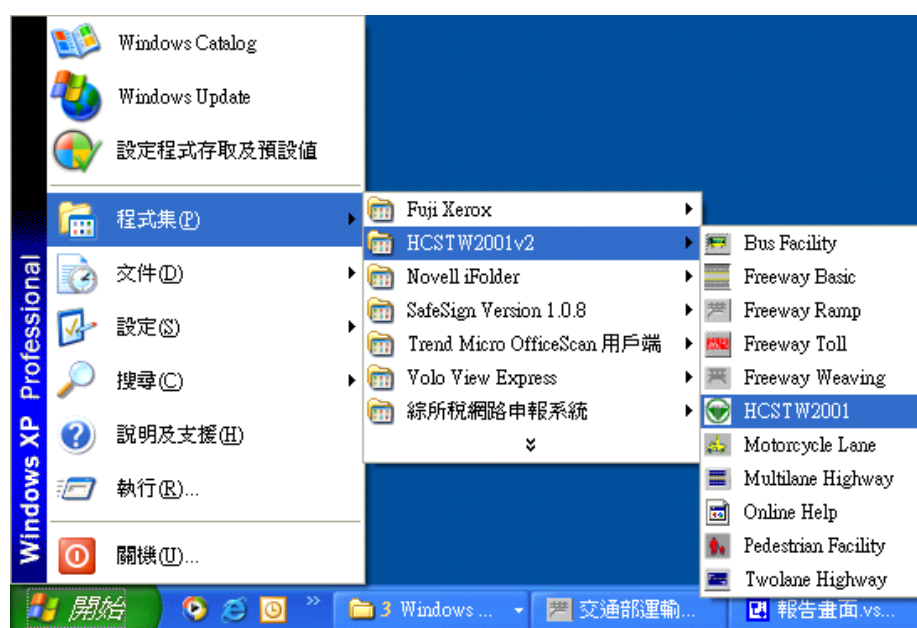 Windows Catalog
Windows Update
設定程式存取及預設值
程式集(P)
文件(D)
設定(S)
搜尋(C)
說明及支援(H)
執行(R)...
關機(U)...
Windows XP Professional
Fuji Xerox
HCSTW2001v2
Novell iFolder
SafeSign Version 1.0.8
Trend Micro OfficeScan 用戶端
Volo View Express
綜所稅網路申報系統
Bus Facility
Freeway Basic
Freeway Ramp
Freeway Toll
Freeway Weaving
HCSTW2001
Motorcycle Lane
Multilane Highway
Online Help
Pedestrian Facility
Twolane Highway
開始
3 Windows ...
交通部運輸...
報告畫面.vs...